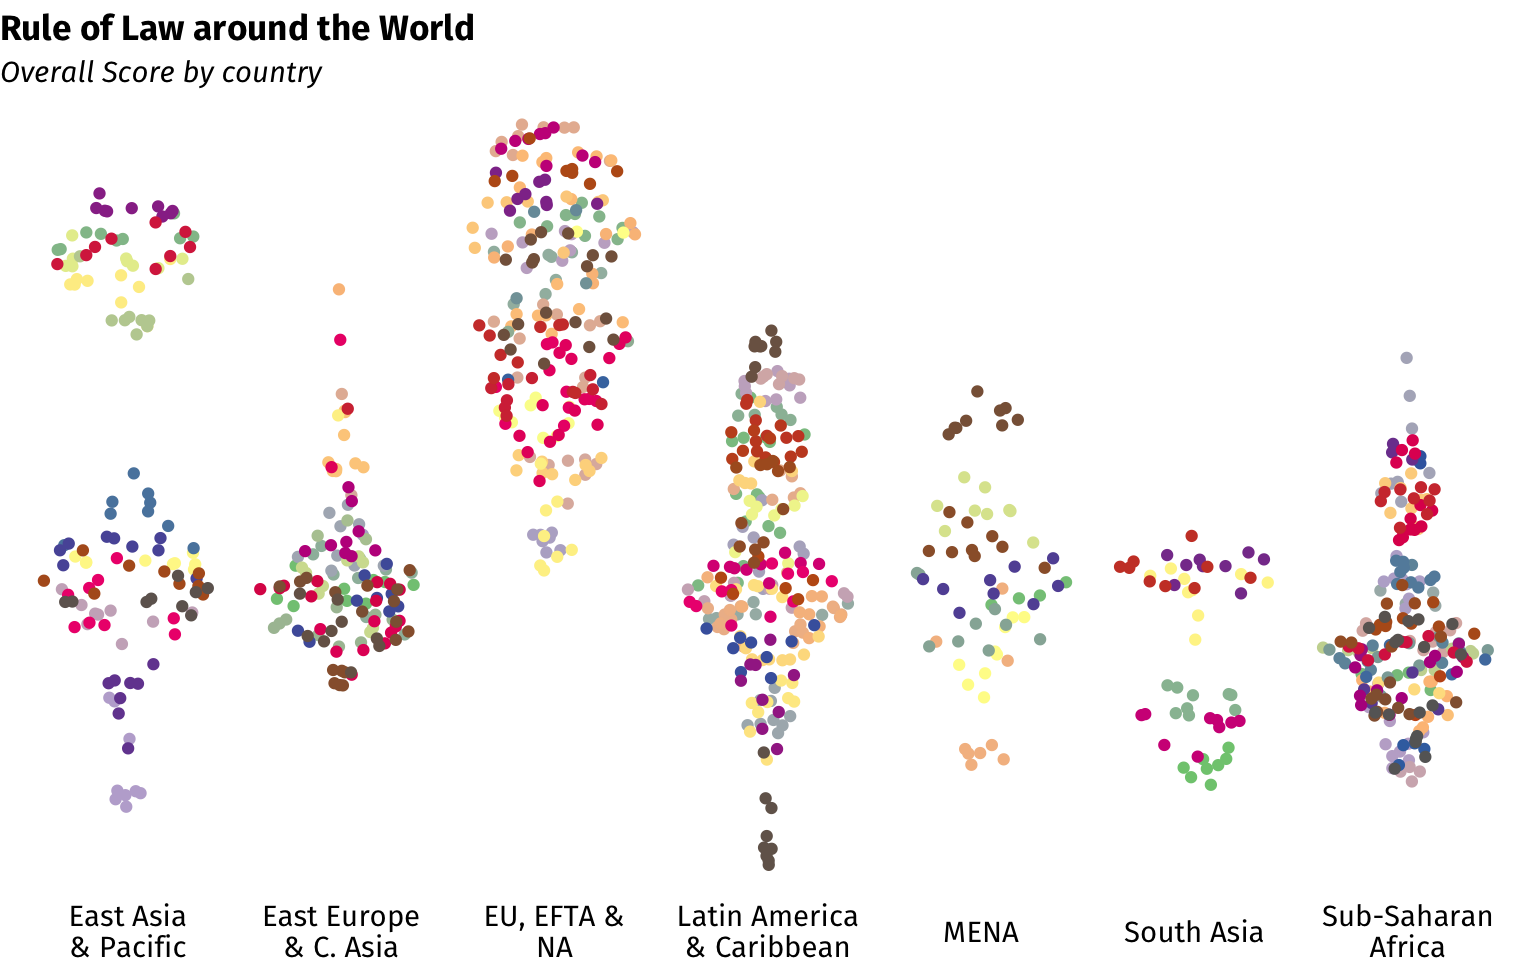 Rule of Law around the World
Overall Score by country
East Asia
& Pacific
East Europe
& C. Asia
EU, EFTA &
NA
Latin America
& Caribbean
MENA
South Asia
Sub-Saharan
Africa